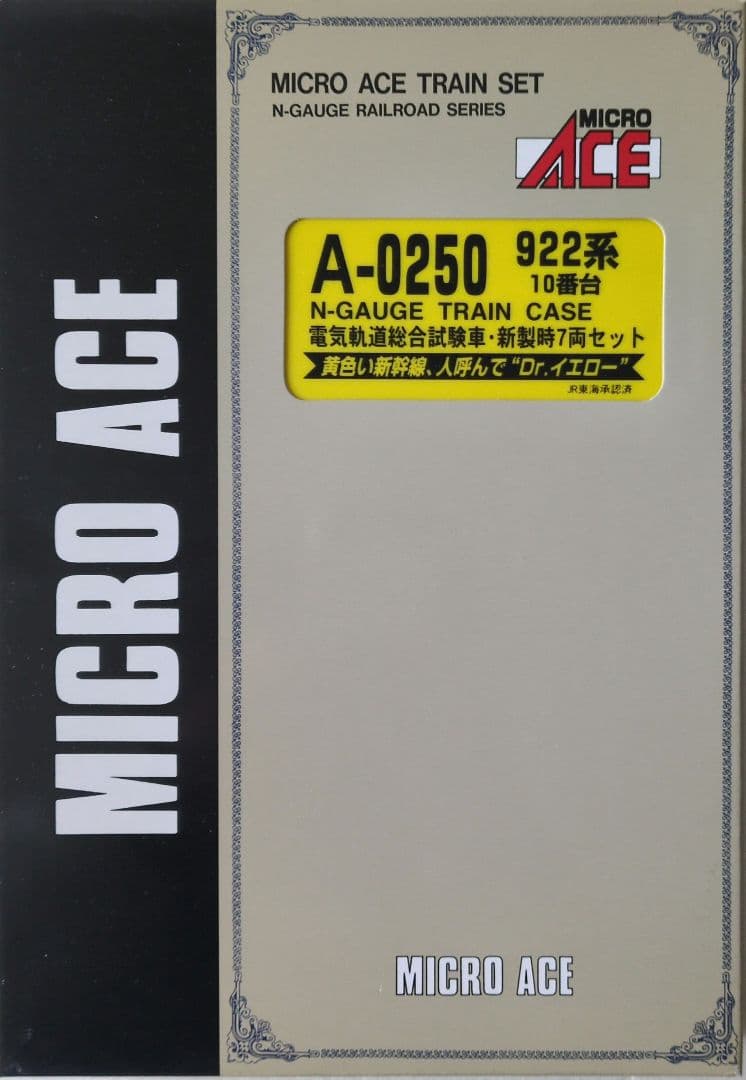 MICRO ACE
MICRO ACE TRAIN SET
N-GAUGE RAILROAD SERIES
MICRO
ACE
A-0250 922系
10番台
N-GAUGE TRAIN CASE
電気軌道総合試験車・新製時7両セット
黄色い新幹線、人呼んで“Dr.イエロー”
JR東海承認済
MICRO ACE